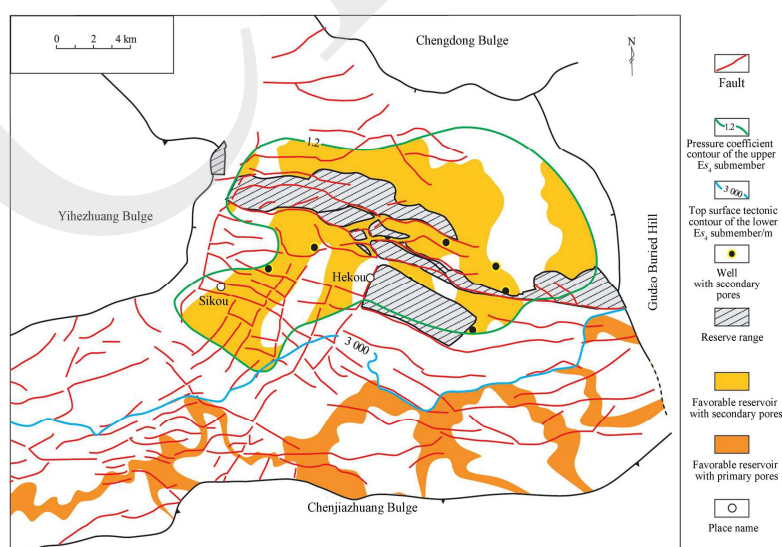 0 2 4 km
Chengdong Bulge
N
1.2
Yihezhuang Bulge
Gudao Buried Hill
Hekou
Sikou
3 000
Chenjiazhuang Bulge
Fault
1.2
Pressure coefficient
contour of the upper
Es4 submember
3 000
Top surface tectonic
contour of the lower
Es4 submember/m
Well
with secondary
pores
Reserve range
Favorable reservoir
with secondary pores
Favorable reservoir
with primary pores
Place name